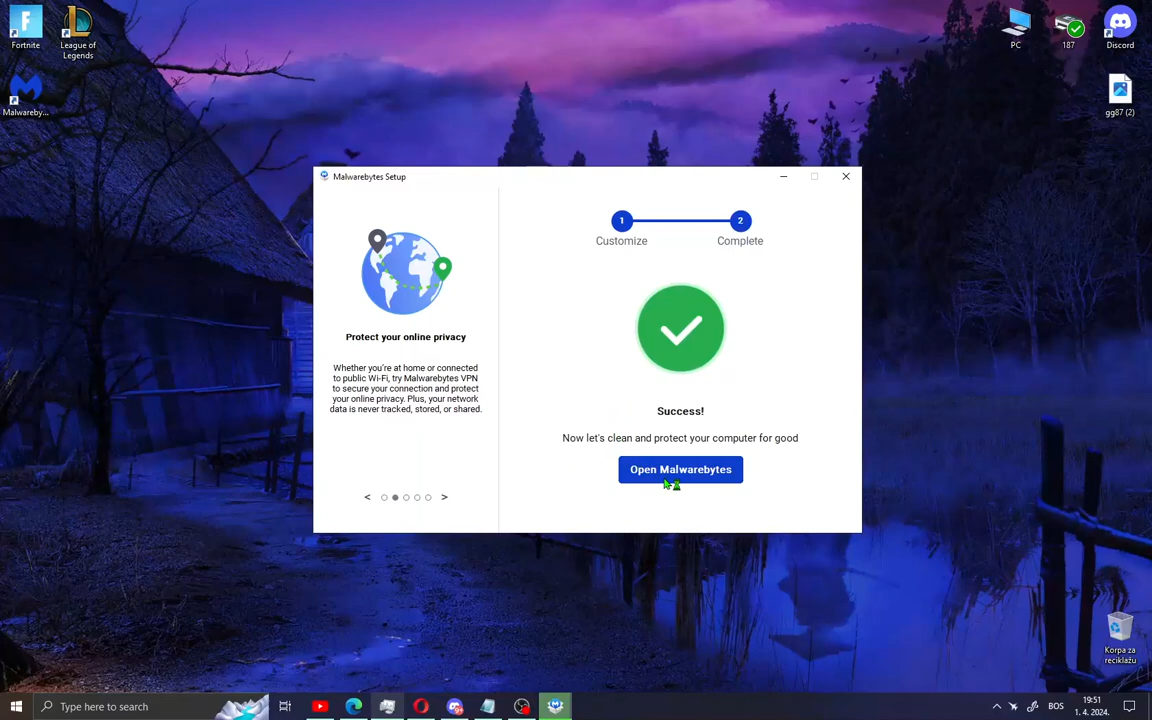 Fortnite
League of
Legends
Malwareby...
PC
187
Discord
gg87 (2)
Malwarebytes Setup
1
2
Customize
Complete
Protect your online privacy
Whether you're at home or connected
to public Wi-Fi, try Malwarebytes VPN
to secure your connection and protect
your online privacy. Plus, your network
data is never tracked, stored, or shared.
<
>
Success!
Now let's clean and protect your computer for good
Open Malwarebytes
Korpa za
reciklažu
Type here to search
BOS
19:51
1. 4. 2024.